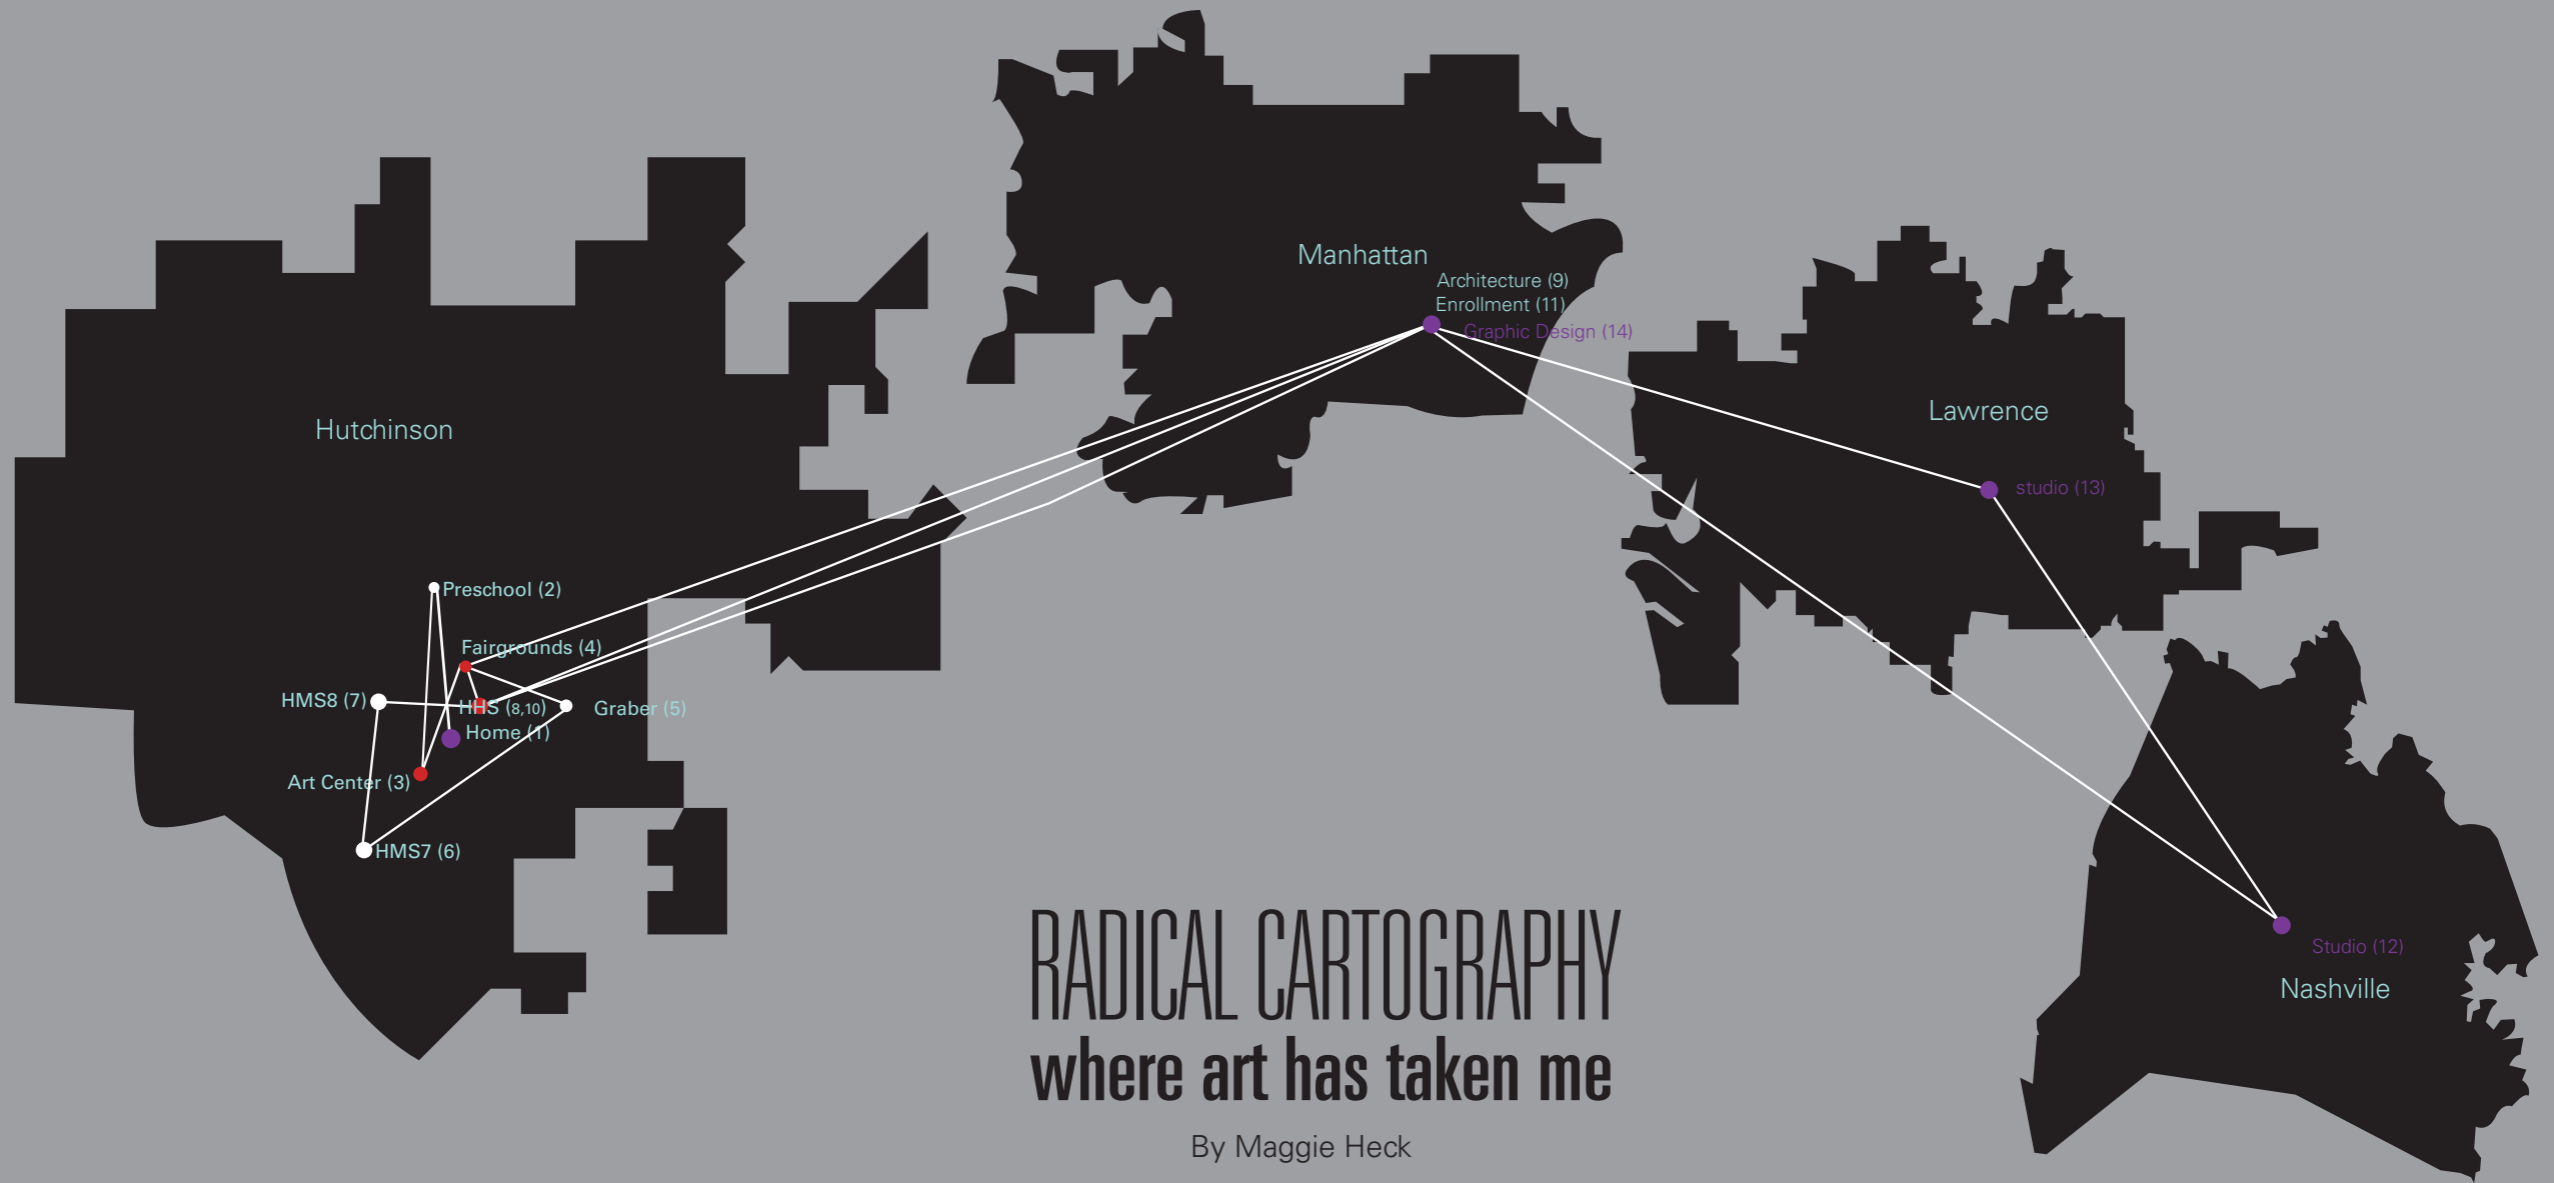 Manhattan
Architecture (9)
Enrollment (11)
Graphic Design (14)
Lawrence
studio (13)
Hutchinson
Preschool (2)
Fairgrounds (4)
HMS8 (7)
HHS (8,10)
Graber (5)
Home (1)
Art Center (3)
HMS7 (6)
Studio (12)
Nashville
RADICAL CARTOGRAPHY
where art has taken me
By Maggie Heck